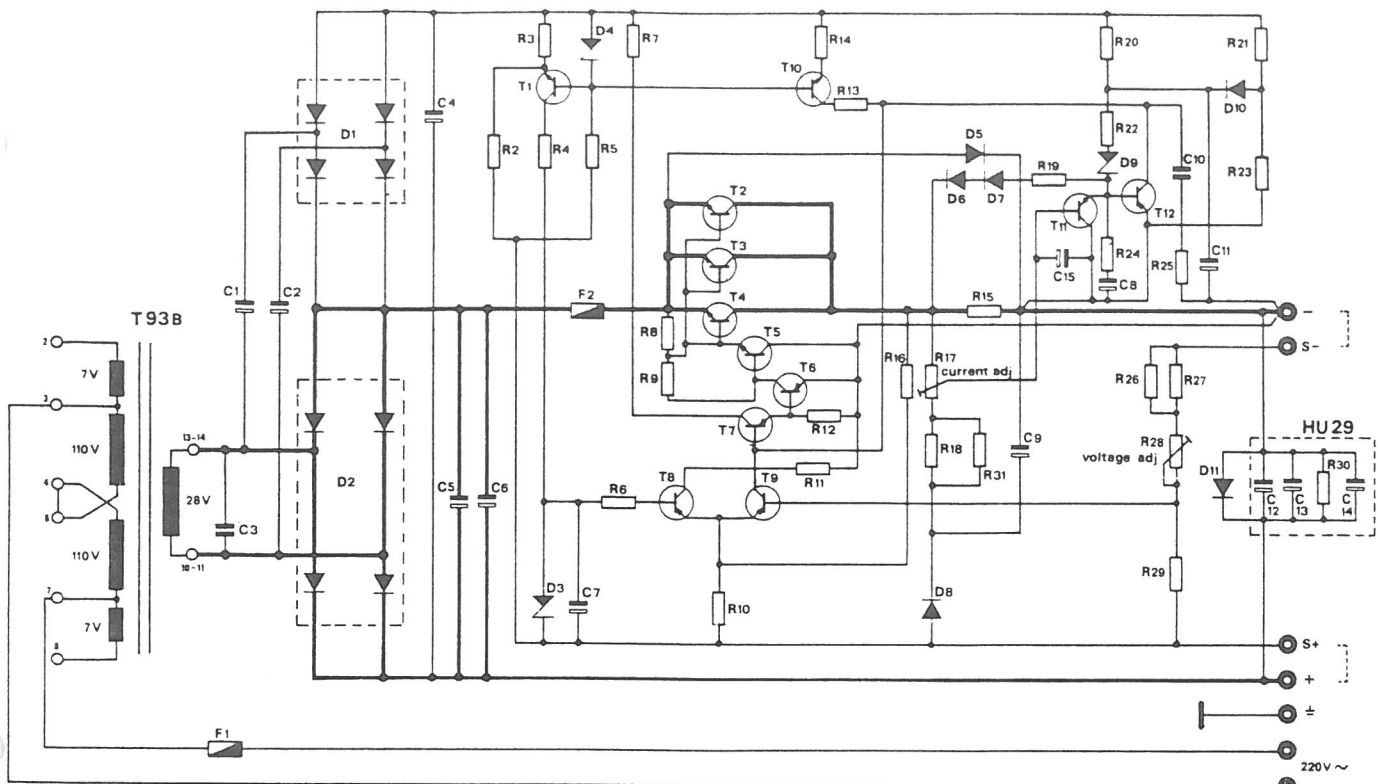 R3
D4
R7
R14
R20
R21
T1
T10
R13
D10
C4
D1
R2
R4
R5
D5
R22
D9
C10
R23
R19
T2
D6
D7
T11
T12
T3
C15
R24
C8
R25
C11
C1
C2
F2
T4
R15
−
T93B
R8
T5
R16
R17
current adj
S−
2
7V
R9
T6
R26
R27
3
T7
R12
R18
R31
C9
R28
voltage adj
HU29
110V
13-14
D2
R11
D11
C12
C13
R30
C14
4
28V
C5
C6
R6
T8
T9
C3
110V
10-11
R29
7
D3
C7
R10
D8
7V
S+
+
F1
220V ~